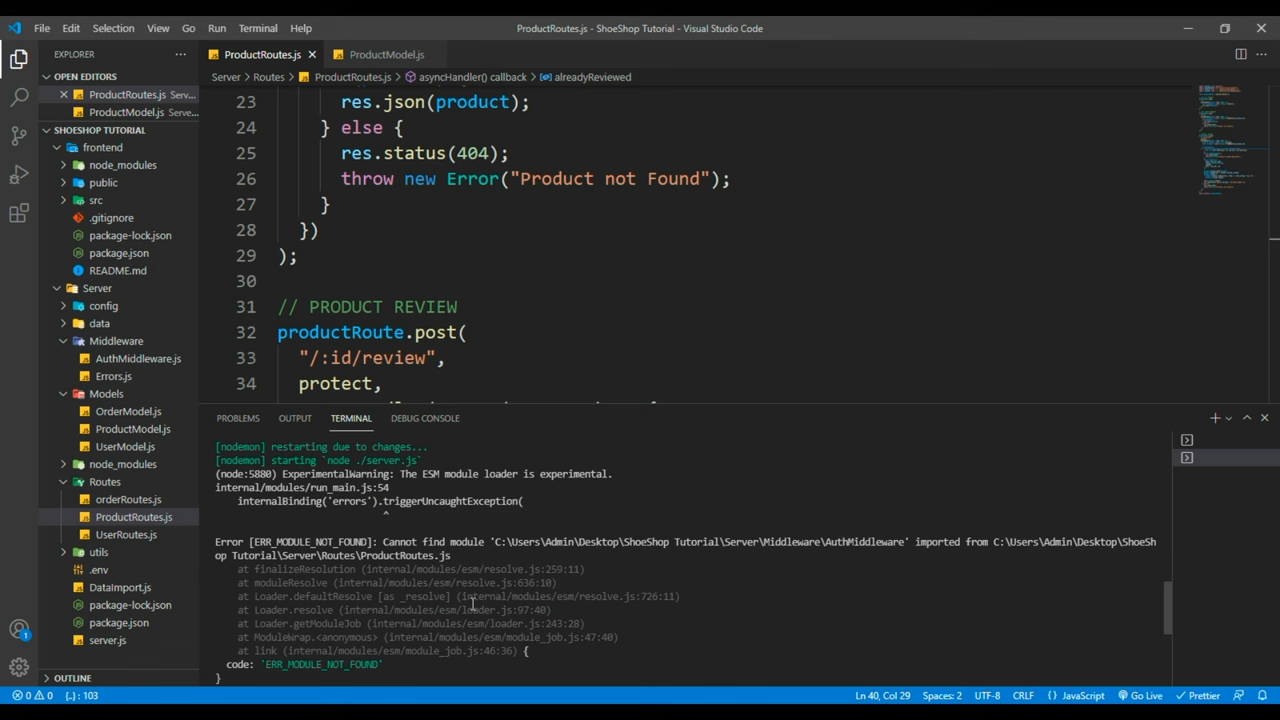 File Edit Selection View Go Run Terminal Help
ProductRoutes.js - ShoeShop Tutorial - Visual Studio Code
EXPLORER
OPEN EDITORS
ProductRoutes.js Serv...
ProductModel.js Serve...
SHOESHOP TUTORIAL
frontend
node_modules
public
src
.gitignore
package-lock.json
package.json
README.md
Server
config
data
Middleware
AuthMiddleware.js
Errors.js
Models
OrderModel.js
ProductModel.js
UserModel.js
node_modules
Routes
orderRoutes.js
ProductRoutes.js
UserRoutes.js
utils
.env
DataImport.js
package-lock.json
package.json
server.js
OUTLINE
ProductRoutes.js
ProductModel.js
Server > Routes > ProductRoutes.js > asyncHandler() callback > alreadyReviewed
23 res.json(product);
24 } else {
25 res.status(404);
26 throw new Error("Product not Found");
27 }
28 })
29 );
30
31 // PRODUCT REVIEW
32 productRoute.post(
33 "/:id/review",
34 protect,
PROBLEMS OUTPUT TERMINAL DEBUG CONSOLE
[nodemon] restarting due to changes...
[nodemon] starting `node ./server.js`
(node:5880) ExperimentalWarning: The ESM module loader is experimental.
internal/modules/run_main.js:54
internalBinding('errors').triggerUncaughtException(
^
Error [ERR_MODULE_NOT_FOUND]: Cannot find module 'C:\Users\Admin\Desktop\ShoeShop Tutorial\Server\Middleware\AuthMiddleware' imported from C:\Users\Admin\Desktop\ShoeSh
op Tutorial\Server\Routes\ProductRoutes.js
at finalizeResolution (internal/modules/esm/resolve.js:259:11)
at moduleResolve (internal/modules/esm/resolve.js:636:10)
at Loader.defaultResolve [as _resolve] (internal/modules/esm/resolve.js:726:11)
at Loader.resolve (internal/modules/esm/loader.js:97:40)
at Loader.getModuleJob (internal/modules/esm/loader.js:243:28)
at ModuleWrap.<anonymous> (internal/modules/esm/module_job.js:47:40)
at link (internal/modules/esm/module_job.js:46:36) {
code: 'ERR_MODULE_NOT_FOUND'
}
0 0 {..}: 103
Ln 40, Col 29 Spaces: 2 UTF-8 CRLF {} JavaScript Go Live Prettier
1